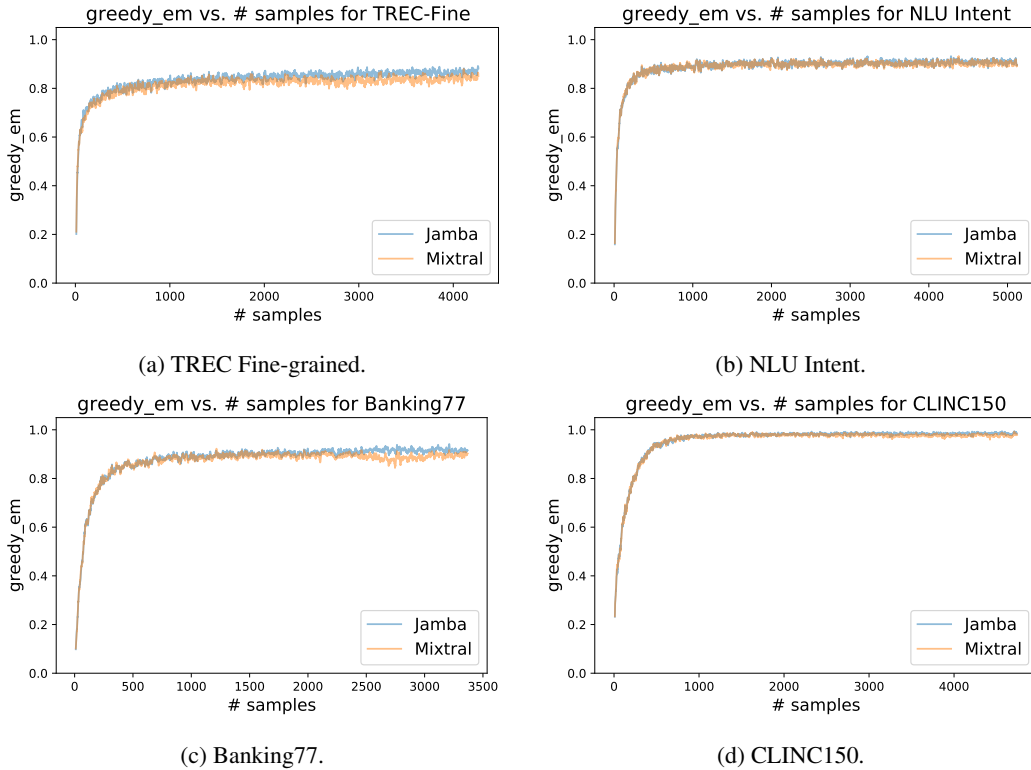 greedy_em vs. # samples for TREC-Fine
1.0
0.8
0.6
0.4
0.2
0.0
greedy_em
Jamba
Mixtral
0
1000
2000
3000
4000
# samples
(a) TREC Fine-grained.
greedy_em vs. # samples for NLU Intent
1.0
0.8
0.6
0.4
0.2
0.0
greedy_em
Jamba
Mixtral
0
1000
2000
3000
4000
5000
# samples
(b) NLU Intent.
greedy_em vs. # samples for Banking77
1.0
0.8
0.6
0.4
0.2
0.0
greedy_em
Jamba
Mixtral
0
500
1000
1500
2000
2500
3000
3500
# samples
(c) Banking77.
greedy_em vs. # samples for CLINC150
1.0
0.8
0.6
0.4
0.2
0.0
greedy_em
Jamba
Mixtral
0
1000
2000
3000
4000
# samples
(d) CLINC150.